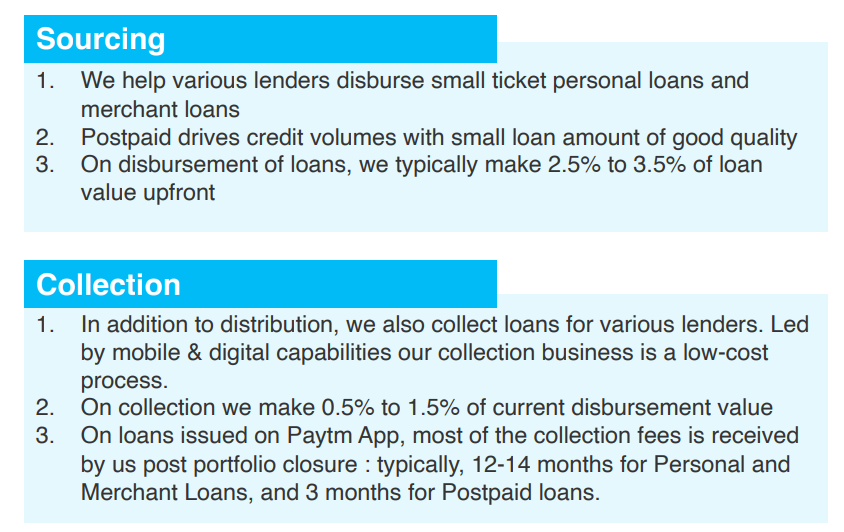 Sourcing
1. We help various lenders disburse small ticket personal loans and
merchant loans
2. Postpaid drives credit volumes with small loan amount of good quality
3. On disbursement of loans, we typically make 2.5% to 3.5% of loan
value upfront
Collection
1. In addition to distribution, we also collect loans for various lenders. Led
by mobile & digital capabilities our collection business is a low-cost
process.
2. On collection we make 0.5% to 1.5% of current disbursement value
3. On loans issued on Paytm App, most of the collection fees is received
by us post portfolio closure : typically, 12-14 months for Personal and
Merchant Loans, and 3 months for Postpaid loans.